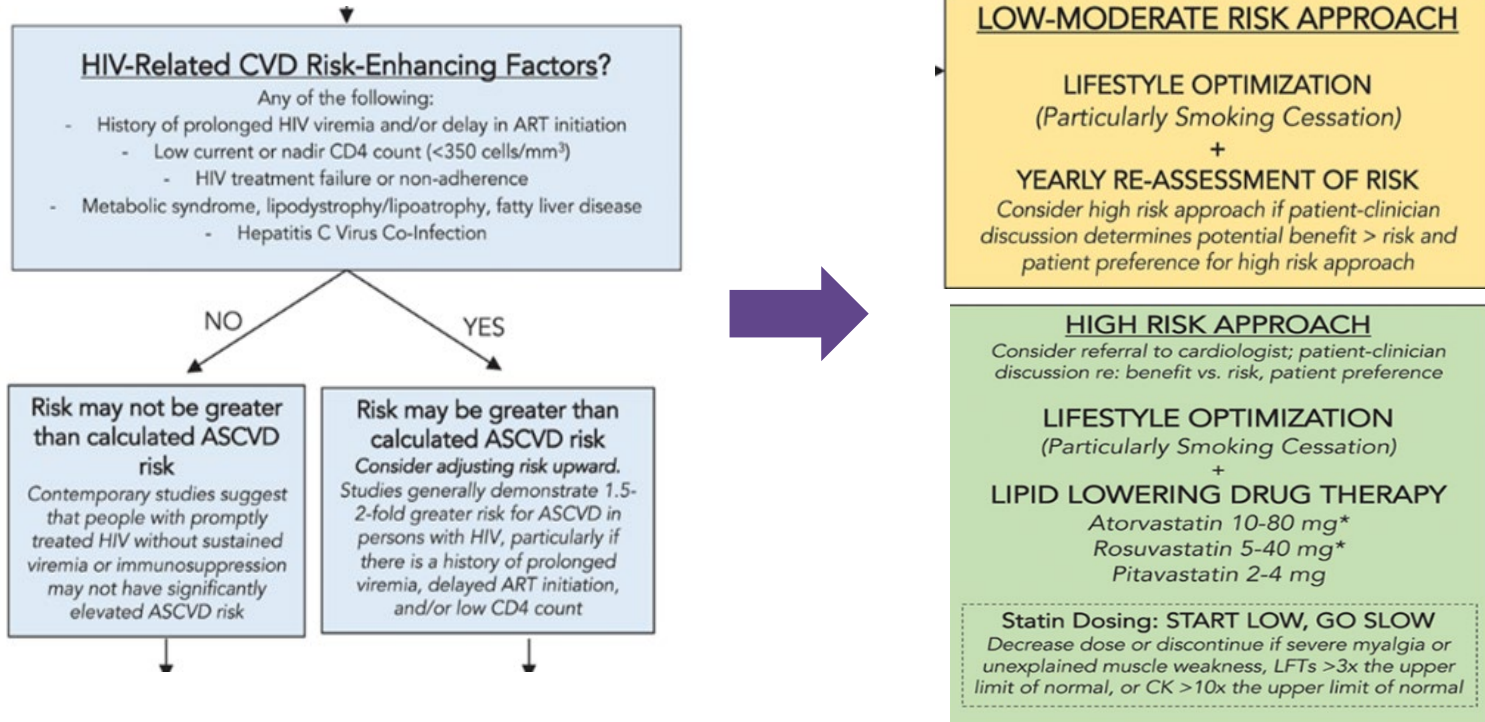 HIV-Related CVD Risk-Enhancing Factors?
Any of the following:
- History of prolonged HIV viremia and/or delay in ART initiation
- Low current or nadir CD4 count (<350 cells/mm³)
- HIV treatment failure or non-adherence
- Metabolic syndrome, lipodystrophy/lipoatrophy, fatty liver disease
- Hepatitis C Virus Co-Infection
NO
YES
Risk may not be greater
than calculated ASCVD
risk
Contemporary studies suggest
that people with promptly
treated HIV without sustained
viremia or immunosuppression
may not have significantly
elevated ASCVD risk
Risk may be greater than
calculated ASCVD risk
Consider adjusting risk upward.
Studies generally demonstrate 1.5-
2-fold greater risk for ASCVD in
persons with HIV, particularly if
there is a history of prolonged
viremia, delayed ART initiation,
and/or low CD4 count
LOW-MODERATE RISK APPROACH
LIFESTYLE OPTIMIZATION
(Particularly Smoking Cessation)
+
YEARLY RE-ASSESSMENT OF RISK
Consider high risk approach if patient-clinician
discussion determines potential benefit > risk and
patient preference for high risk approach
HIGH RISK APPROACH
Consider referral to cardiologist; patient-clinician
discussion re: benefit vs. risk, patient preference
LIFESTYLE OPTIMIZATION
(Particularly Smoking Cessation)
+
LIPID LOWERING DRUG THERAPY
Atorvastatin 10-80 mg*
Rosuvastatin 5-40 mg*
Pitavastatin 2-4 mg
Statin Dosing: START LOW, GO SLOW
Decrease dose or discontinue if severe myalgia or
unexplained muscle weakness, LFTs >3x the upper
limit of normal, or CK >10x the upper limit of normal